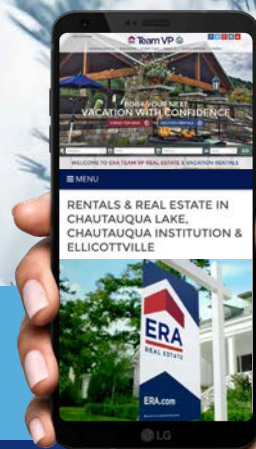 Team VP
BOOK YOUR NEXT
VACATION WITH CONFIDENCE
WELCOME TO ERA TEAM VP REAL ESTATE & VACATION RENTALS
MENU
RENTALS & REAL ESTATE IN
CHAUTAUQUA LAKE,
CHAUTAUQUA INSTITUTION &
ELLICOTTVILLE
ERA
REAL ESTATE
ERA.com
LG